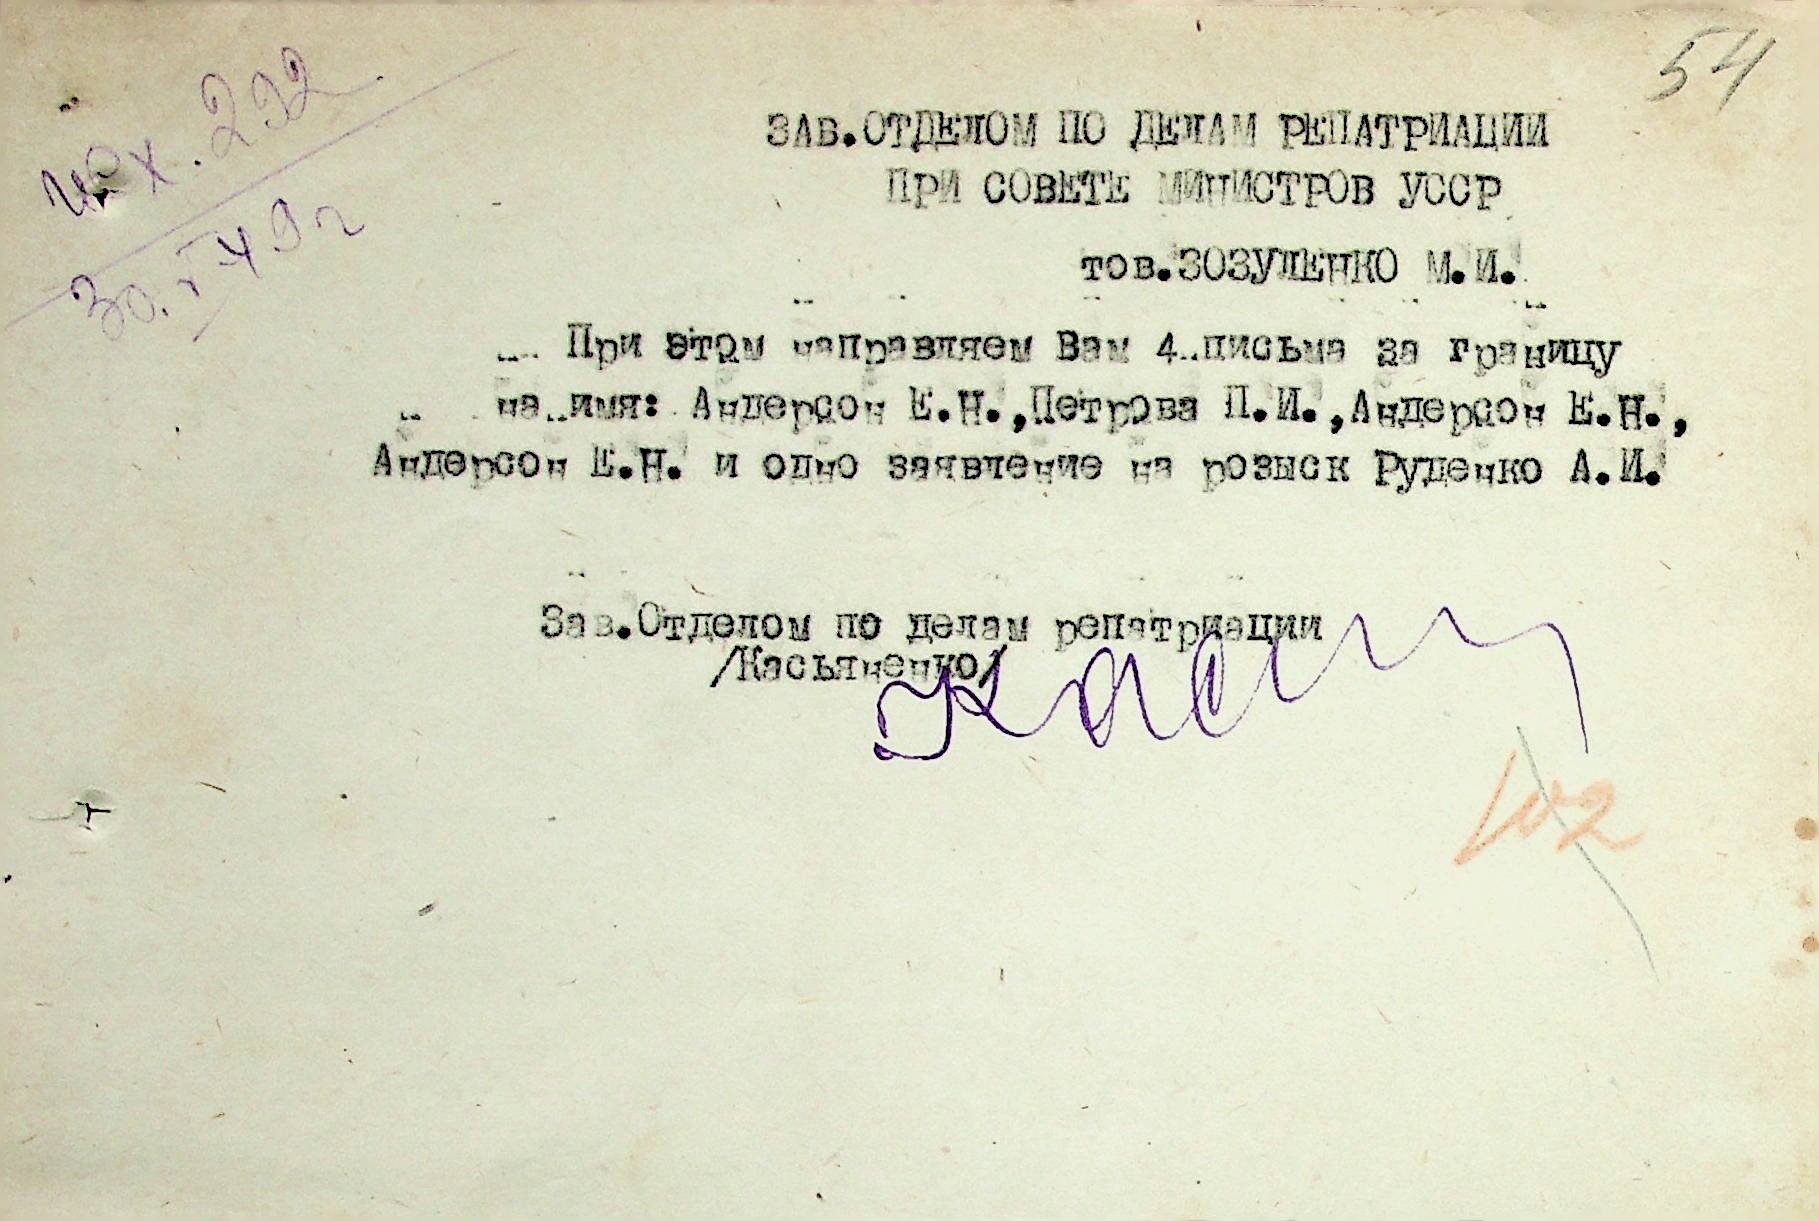 54
исх. 292
30.V 49 г
ЗАВ.ОТДЕЛОМ ПО ДЕЛАМ РЕПАТРИАЦИИ
ПРИ СОВЕТЕ МИНИСТРОВ УССР
тов.ЗОЗУЛЕНКО М.И.
При этом направляем Вам 4 письма за границу
на имя: Андерсон Е.Н.,Петрова П.И.,Андерсон Е.Н.,
Андерсон Е.Н. и одно заявление на розыск Руденко А.И.
Зав.Отделом по делам репатриации
/Касьяненко/
102